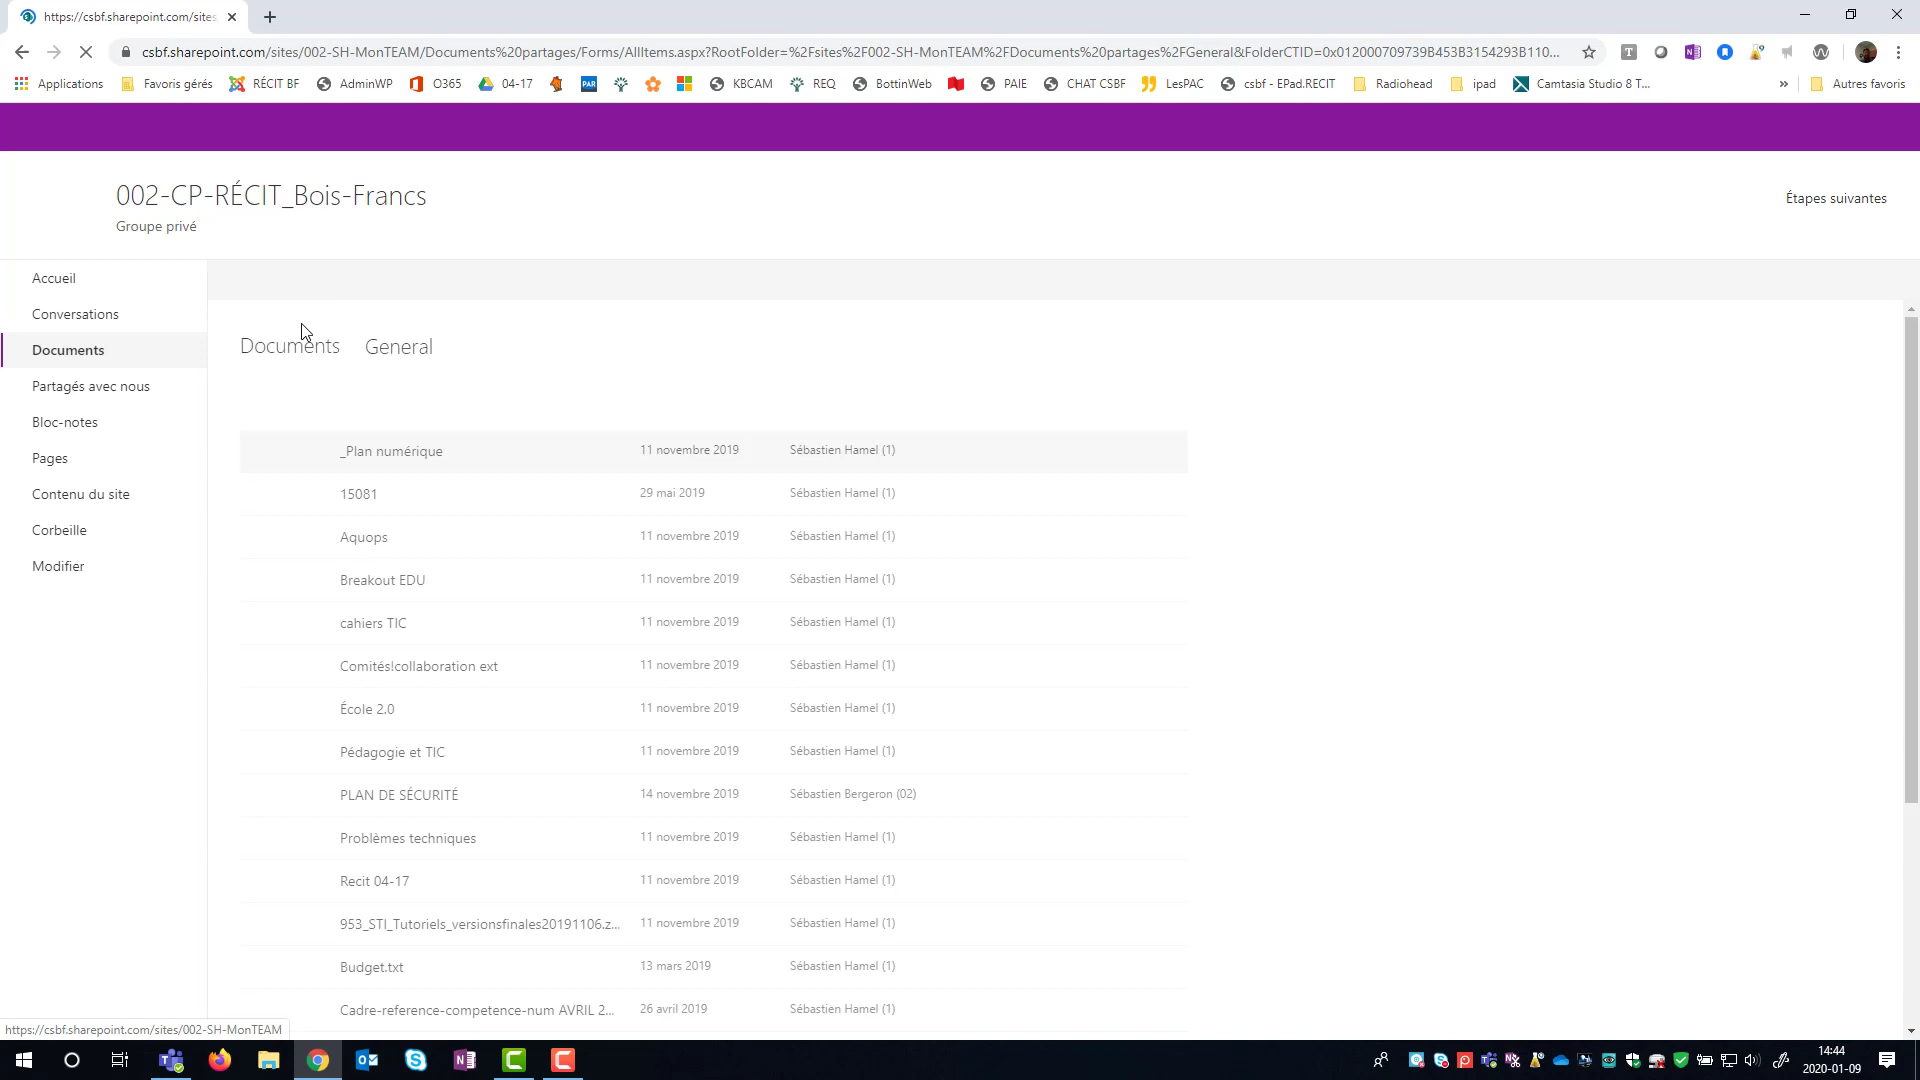 https://csbf.sharepoint.com/sites
csbf.sharepoint.com/sites/002-SH-MonTEAM/Documents%20partages/Forms/AllItems.aspx?RootFolder=%2Fsites%2F002-SH-MonTEAM%2FDocuments%20partages%2FGeneral&FolderCTID=0x012000709739B453B3154293B110...
Applications Favoris gérés RÉCIT BF AdminWP O365 04-17 PAR KBCAM REQ BottinWeb PAIE CHAT CSBF LesPAC csbf - EPad.RECIT Radiohead ipad Camtasia Studio 8 T... » Autres favoris
002-CP-RÉCIT_Bois-Francs
Groupe privé
Étapes suivantes
Accueil
Conversations
Documents
Partagés avec nous
Bloc-notes
Pages
Contenu du site
Corbeille
Modifier
Documents General
_Plan numérique 11 novembre 2019 Sébastien Hamel (1)
15081 29 mai 2019 Sébastien Hamel (1)
Aquops 11 novembre 2019 Sébastien Hamel (1)
Breakout EDU 11 novembre 2019 Sébastien Hamel (1)
cahiers TIC 11 novembre 2019 Sébastien Hamel (1)
Comités!collaboration ext 11 novembre 2019 Sébastien Hamel (1)
École 2.0 11 novembre 2019 Sébastien Hamel (1)
Pédagogie et TIC 11 novembre 2019 Sébastien Hamel (1)
PLAN DE SÉCURITÉ 14 novembre 2019 Sébastien Bergeron (02)
Problèmes techniques 11 novembre 2019 Sébastien Hamel (1)
Recit 04-17 11 novembre 2019 Sébastien Hamel (1)
953_STI_Tutoriels_versionsfinales20191106.z... 11 novembre 2019 Sébastien Hamel (1)
Budget.txt 13 mars 2019 Sébastien Hamel (1)
Cadre-reference-competence-num AVRIL 2... 26 avril 2019 Sébastien Hamel (1)
https://csbf.sharepoint.com/sites/002-SH-MonTEAM
14:44
2020-01-09